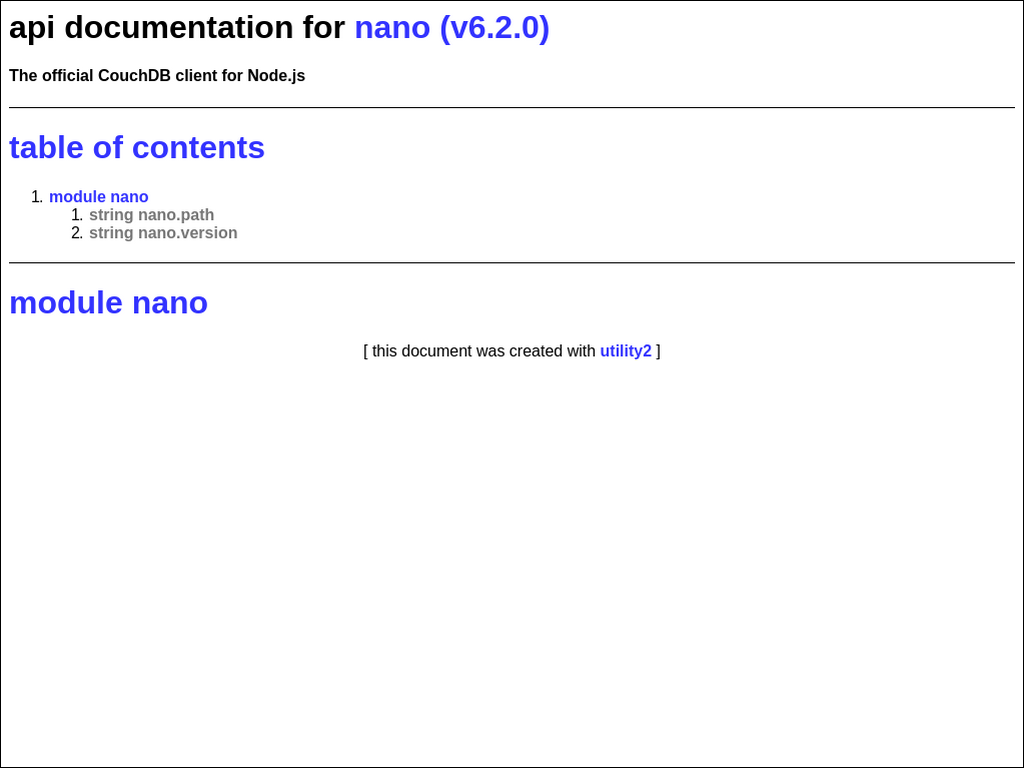 api documentation for nano (v6.2.0)
The official CouchDB client for Node.js
table of contents
1. module nano
1. string nano.path
2. string nano.version
module nano
[ this document was created with utility2 ]